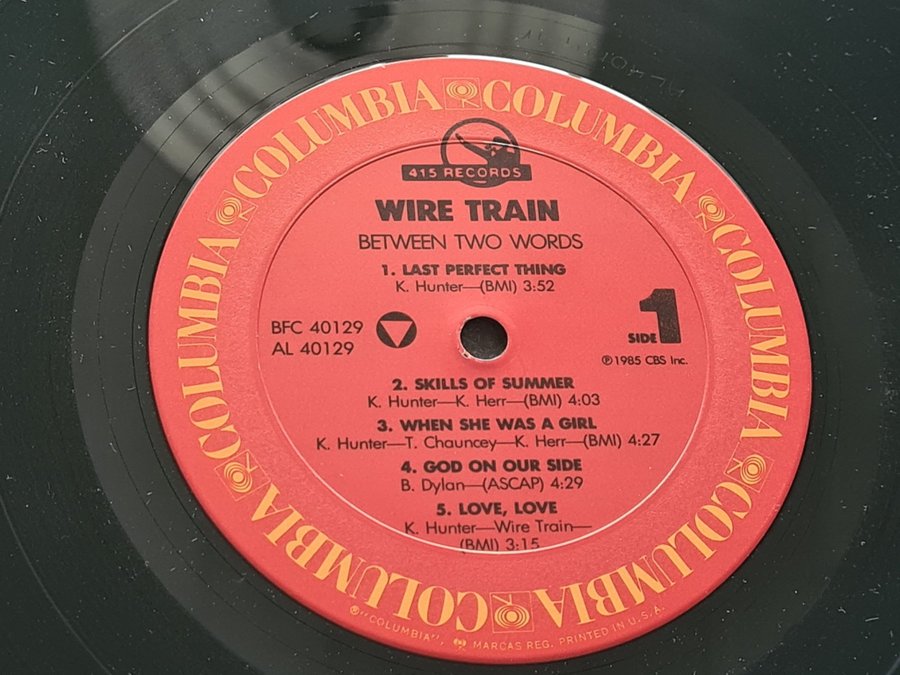 COLUMBIA COLUMBIA COLUMBIA COLUMBIA COLUMBIA COLUMBIA COLUMBIA COLUMBIA
415 RECORDS
WIRE TRAIN
BETWEEN TWO WORDS
1. LAST PERFECT THING
K. Hunter—(BMI) 3:52
BFC 40129
AL 40129
SIDE 1
℗1985 CBS Inc.
2. SKILLS OF SUMMER
K. Hunter—K. Herr—(BMI) 4:03
3. WHEN SHE WAS A GIRL
K. Hunter—T. Chauncey—K. Herr—(BMI) 4:27
4. GOD ON OUR SIDE
B. Dylan—(ASCAP) 4:29
5. LOVE, LOVE
K. Hunter—Wire Train—
(BMI) 3:15
®"COLUMBIA", MARCAS REG. PRINTED IN U.S.A.